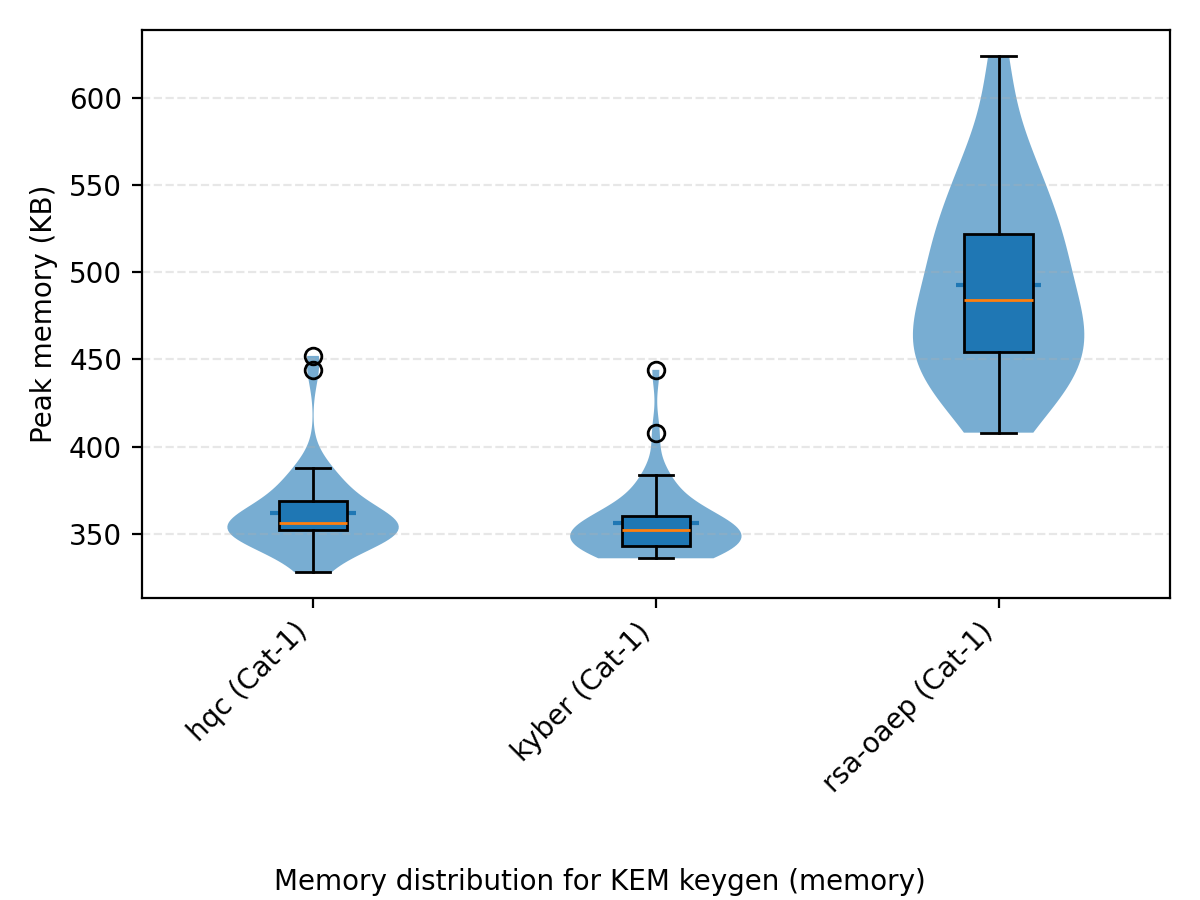 Peak memory (KB)
600
550
500
450
400
350
hqc (Cat-1)
kyber (Cat-1)
rsa-oaep (Cat-1)
Memory distribution for KEM keygen (memory)